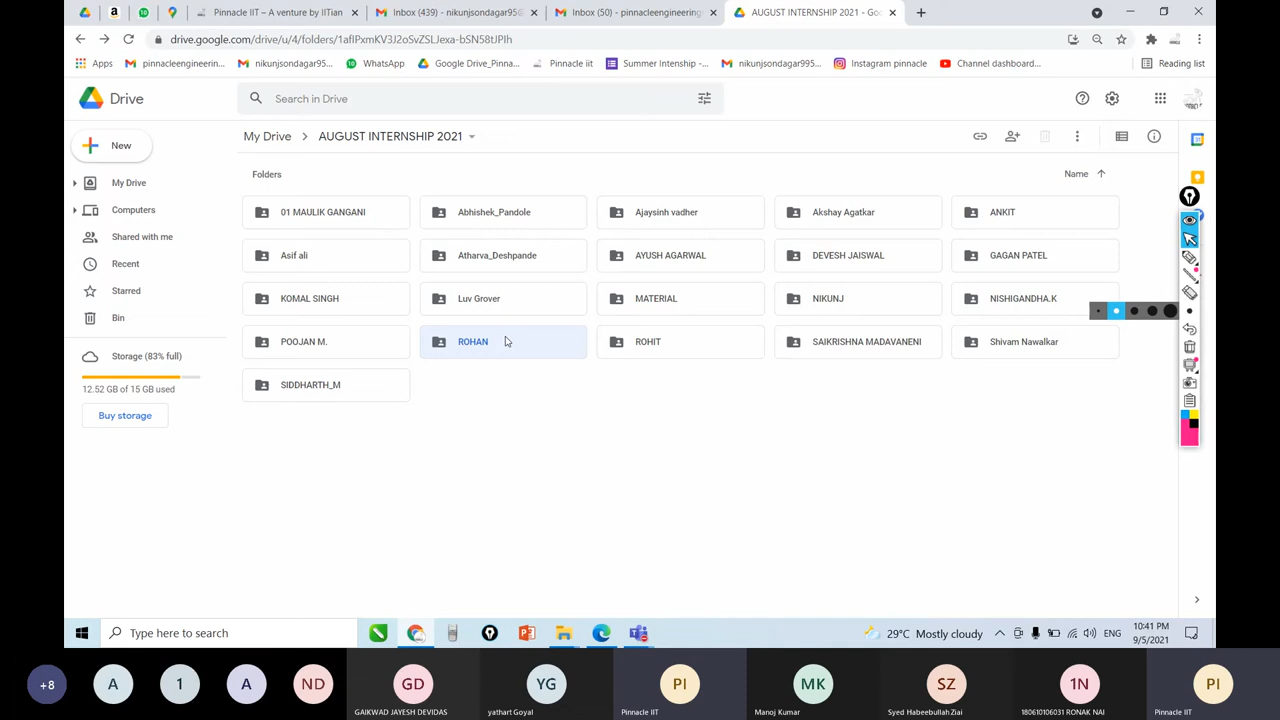 Pinnacle IIT – A venture by IITian
Inbox (439) - nikunjsondagar958
Inbox (50) - pinnacleengineering
AUGUST INTERNSHIP 2021 - Goo
drive.google.com/drive/u/4/folders/1afIPxmKV3J2oSvZSLJexa-bSN58tJPIh
Apps
pinnacleengineerin...
nikunjsondagar95...
WhatsApp
Google Drive_Pinna...
Pinnacle iit
Summer Intenship -...
nikunjsondagar995...
Instagram pinnacle
Channel dashboard...
Reading list
Drive
Search in Drive
New
My Drive
AUGUST INTERNSHIP 2021
My Drive
Computers
Shared with me
Recent
Starred
Bin
Storage (83% full)
12.52 GB of 15 GB used
Buy storage
Folders
Name
01 MAULIK GANGANI
Abhishek_Pandole
Ajaysinh vadher
Akshay Agatkar
ANKIT
Asif ali
Atharva_Deshpande
AYUSH AGARWAL
DEVESH JAISWAL
GAGAN PATEL
KOMAL SINGH
Luv Grover
MATERIAL
NIKUNJ
NISHIGANDHA.K
POOJAN M.
ROHAN
ROHIT
SAIKRISHNA MADAVANENI
Shivam Nawalkar
SIDDHARTH_M
Type here to search
29°C Mostly cloudy
ENG
10:41 PM
9/5/2021
+8
A
1
A
ND
GD
YG
PI
MK
SZ
1N
PI
GAIKWAD JAYESH DEVIDAS
yathart Goyal
Pinnacle IIT
Manoj Kumar
Syed Habeebullah Ziai
180610106031 RONAK NAI
Pinnacle IIT